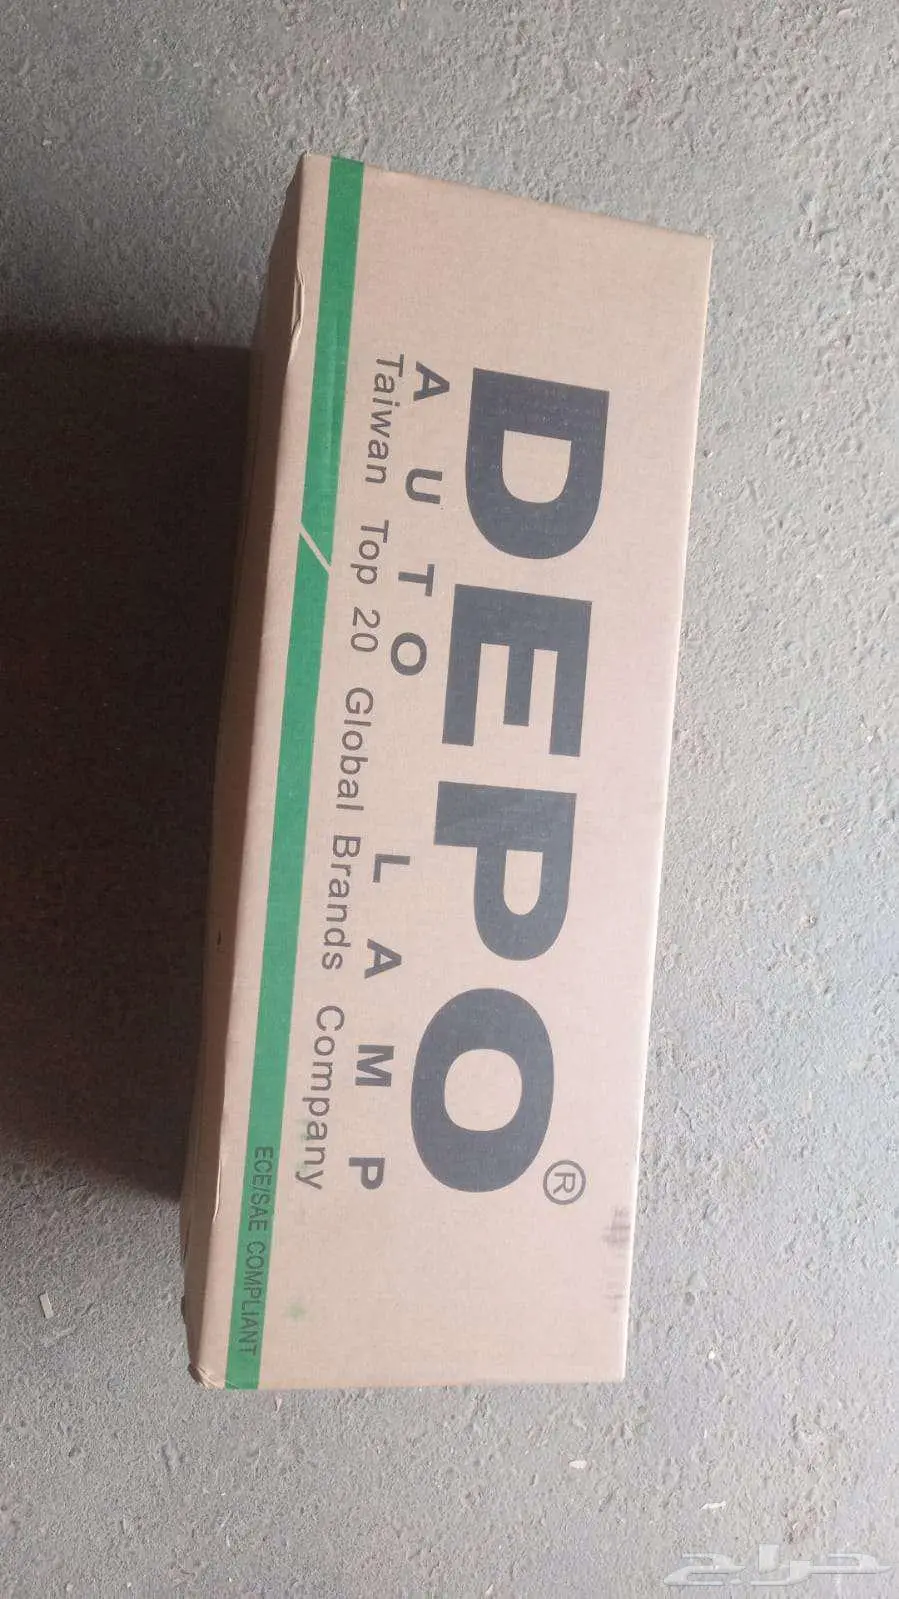 DEPO®
AUTO LAMP
Taiwan Top 20 Global Brands Company
ECE/SAE COMPLIANT
حراج